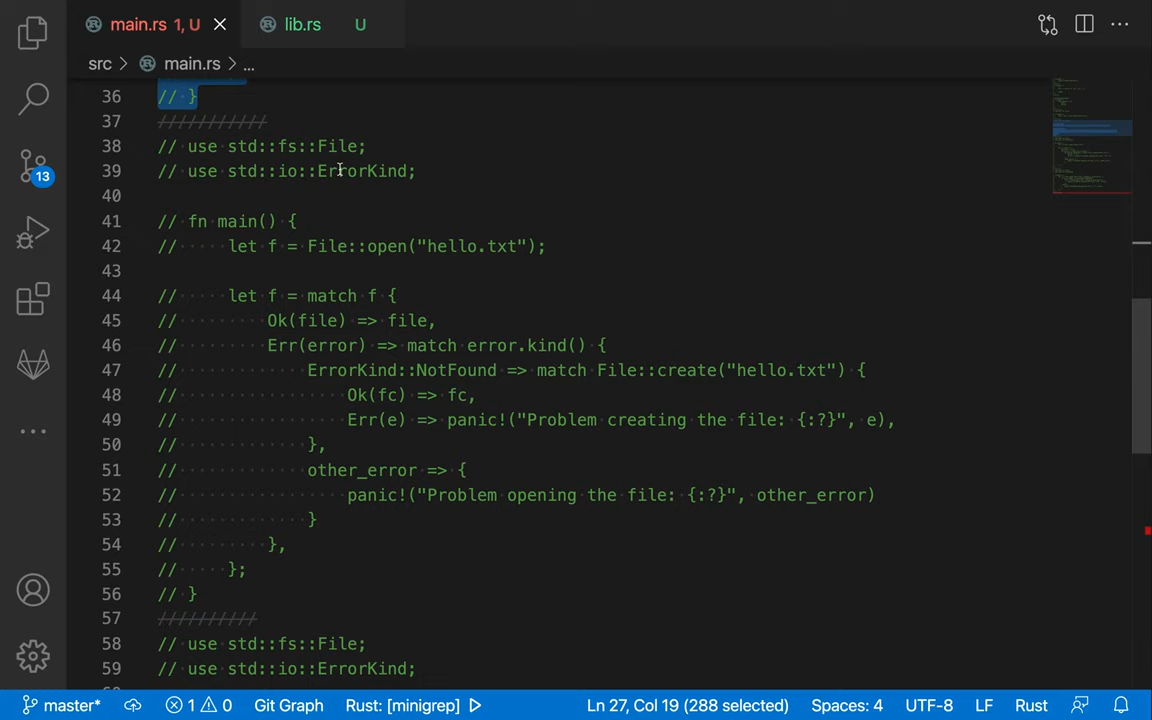 main.rs 1, U
lib.rs U
src > main.rs > ...
36 // }
37 ///////////
38 // use std::fs::File;
39 // use std::io::ErrorKind;
40
41 // fn main() {
42 //     let f = File::open("hello.txt");
43
44 //     let f = match f {
45 //         Ok(file) => file,
46 //         Err(error) => match error.kind() {
47 //             ErrorKind::NotFound => match File::create("hello.txt") {
48 //                 Ok(fc) => fc,
49 //                 Err(e) => panic!("Problem creating the file: {:?}", e),
50 //             },
51 //             other_error => {
52 //                 panic!("Problem opening the file: {:?}", other_error)
53 //             }
54 //         },
55 //     };
56 // }
57 //////////
58 // use std::fs::File;
59 // use std::io::ErrorKind;
13
master* 1 0 Git Graph Rust: [minigrep] Ln 27, Col 19 (288 selected) Spaces: 4 UTF-8 LF Rust